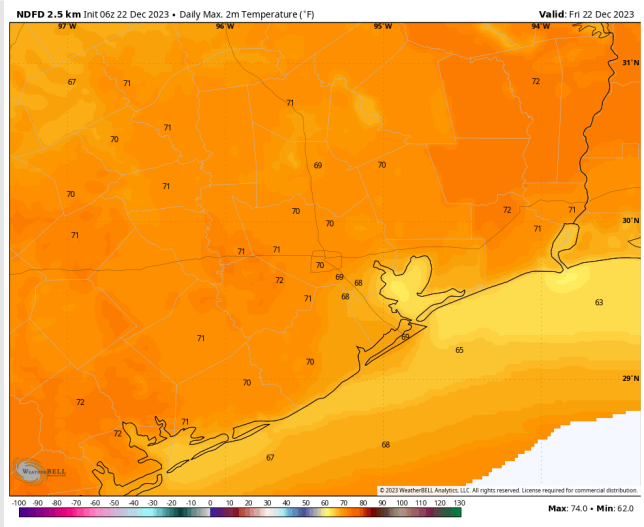 NDFD 2.5 km Init 06z 22 Dec 2023 • Daily Max. 2m Temperature (°F)
Valid: Fri 22 Dec 2023
97°W 96°W 95°W 94°W
31°N
67 71 72
71
71
70
69 70
71
70
70 72 71
30°N
70
71 71
71 71
70
69
72 68
71 68
63
71 69
65
70
29°N
70
72
71
72
68
67
WEATHERBELL
© 2023 WeatherBELL Analytics, LLC. All rights reserved. License required for commercial distribution.
-100 -90 -80 -70 -60 -50 -40 -30 -20 -10 0 10 20 30 40 50 60 70 80 90 100 110 120 130
Max: 74.0 • Min: 62.0